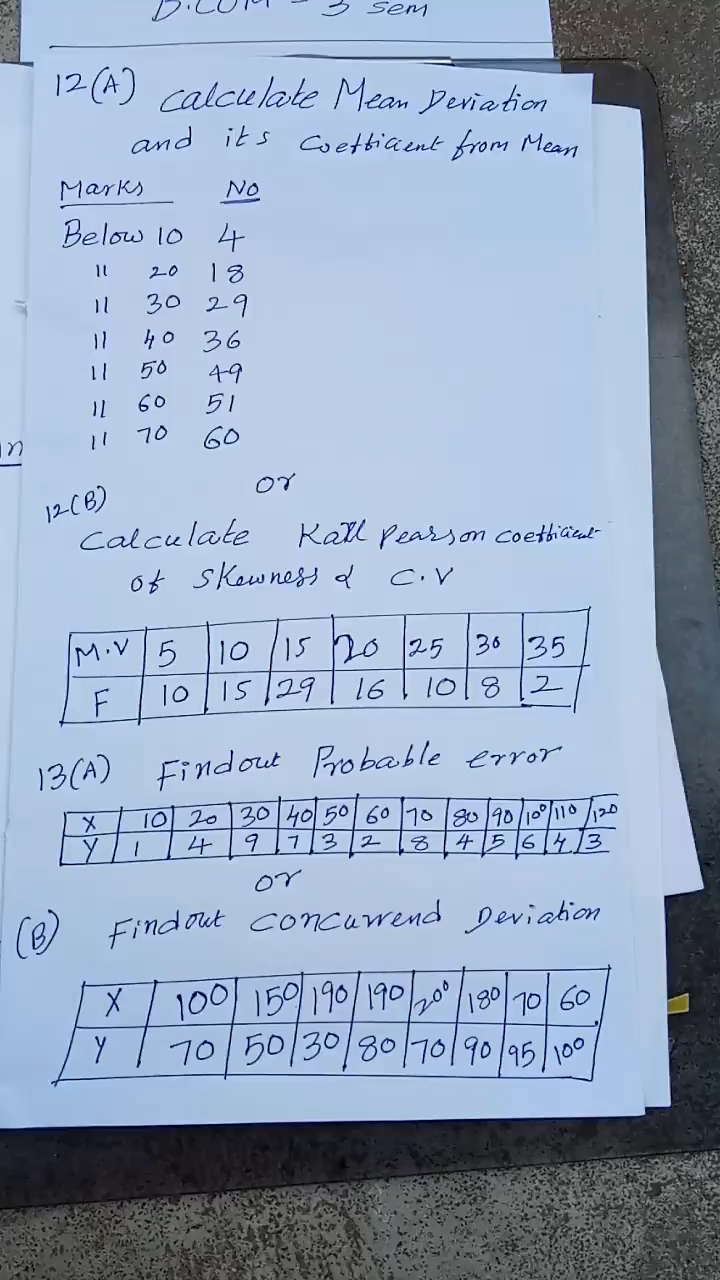 B.COM - 3 sem
12(A) Calculate Mean Deviation
and its Coefficient from Mean
Marks No
Below 10 4
" 20 18
" 30 29
" 40 36
" 50 49
" 60 51
" 70 60
or
12(B)
Calculate Karl Pearson coefficient
of Skewness & C.V
M.V 5 10 15 20 25 30 35
F 10 15 29 16 10 8 2
13(A) Findout Probable error
X 10 20 30 40 50 60 70 80 90 100 110 120
Y 1 4 9 7 3 2 8 4 5 6 4 3
or
(B) Findout concurrend Deviation
X 100 150 190 190 200 180 70 60
Y 70 50 30 80 70 90 95 100